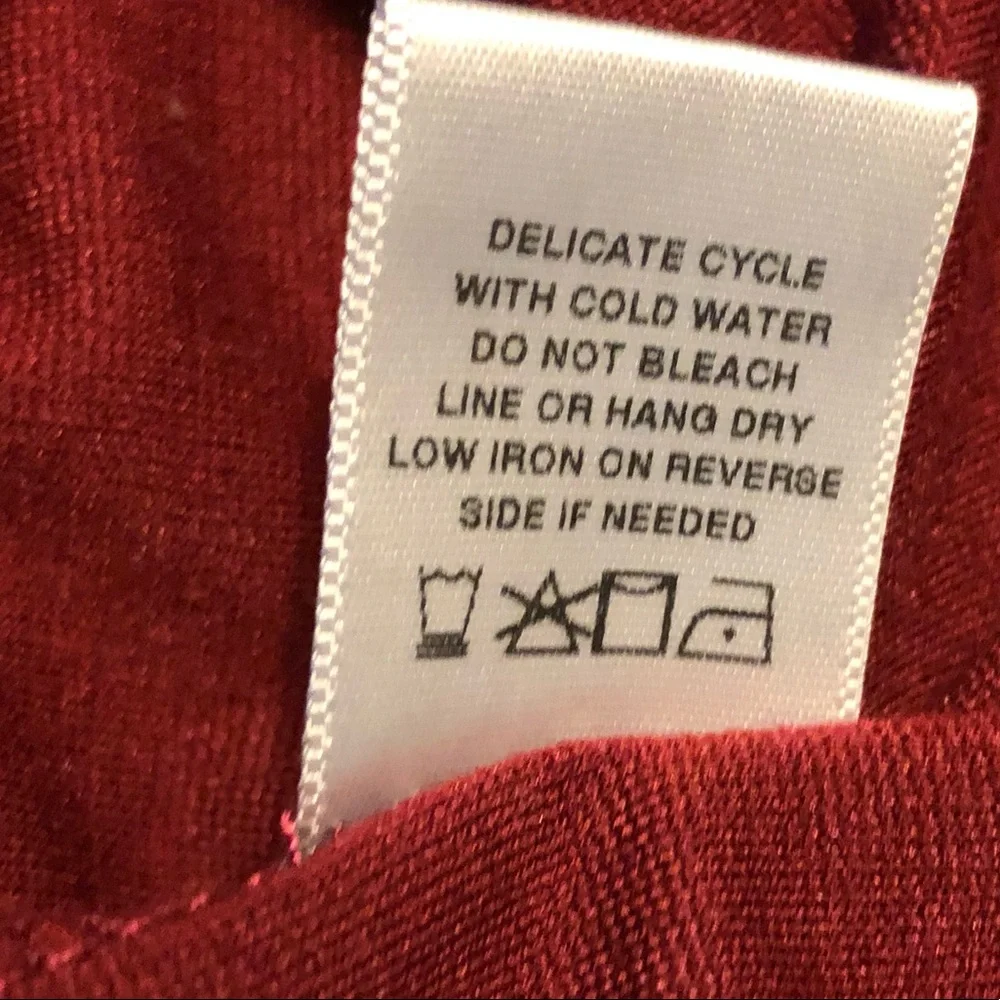 DELICATE CYCLE
WITH COLD WATER
DO NOT BLEACH
LINE OR HANG DRY
LOW IRON ON REVERSE
SIDE IF NEEDED